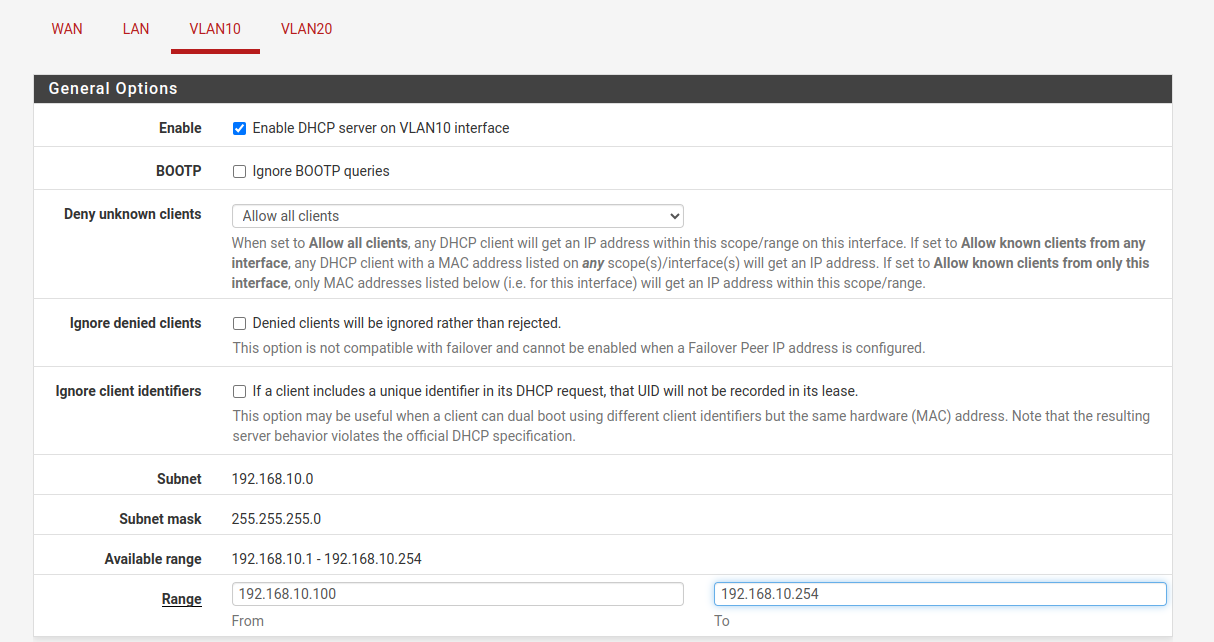 WAN LAN VLAN10 VLAN20
General Options
Enable Enable DHCP server on VLAN10 interface
BOOTP Ignore BOOTP queries
Deny unknown clients Allow all clients
When set to Allow all clients, any DHCP client will get an IP address within this scope/range on this interface. If set to Allow known clients from any
interface, any DHCP client with a MAC address listed on any scope(s)/interface(s) will get an IP address. If set to Allow known clients from only this
interface, only MAC addresses listed below (i.e. for this interface) will get an IP address within this scope/range.
Ignore denied clients Denied clients will be ignored rather than rejected.
This option is not compatible with failover and cannot be enabled when a Failover Peer IP address is configured.
Ignore client identifiers If a client includes a unique identifier in its DHCP request, that UID will not be recorded in its lease.
This option may be useful when a client can dual boot using different client identifiers but the same hardware (MAC) address. Note that the resulting
server behavior violates the official DHCP specification.
Subnet 192.168.10.0
Subnet mask 255.255.255.0
Available range 192.168.10.1 - 192.168.10.254
Range 192.168.10.100 192.168.10.254
From To